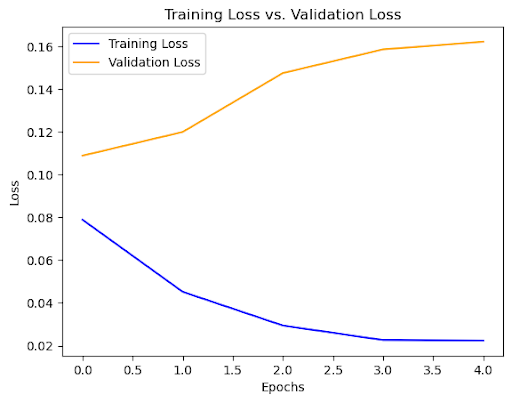 Training Loss vs. Validation Loss
Training Loss
Validation Loss
0.16
0.14
0.12
0.10
0.08
0.06
0.04
0.02
Loss
0.0 0.5 1.0 1.5 2.0 2.5 3.0 3.5 4.0
Epochs